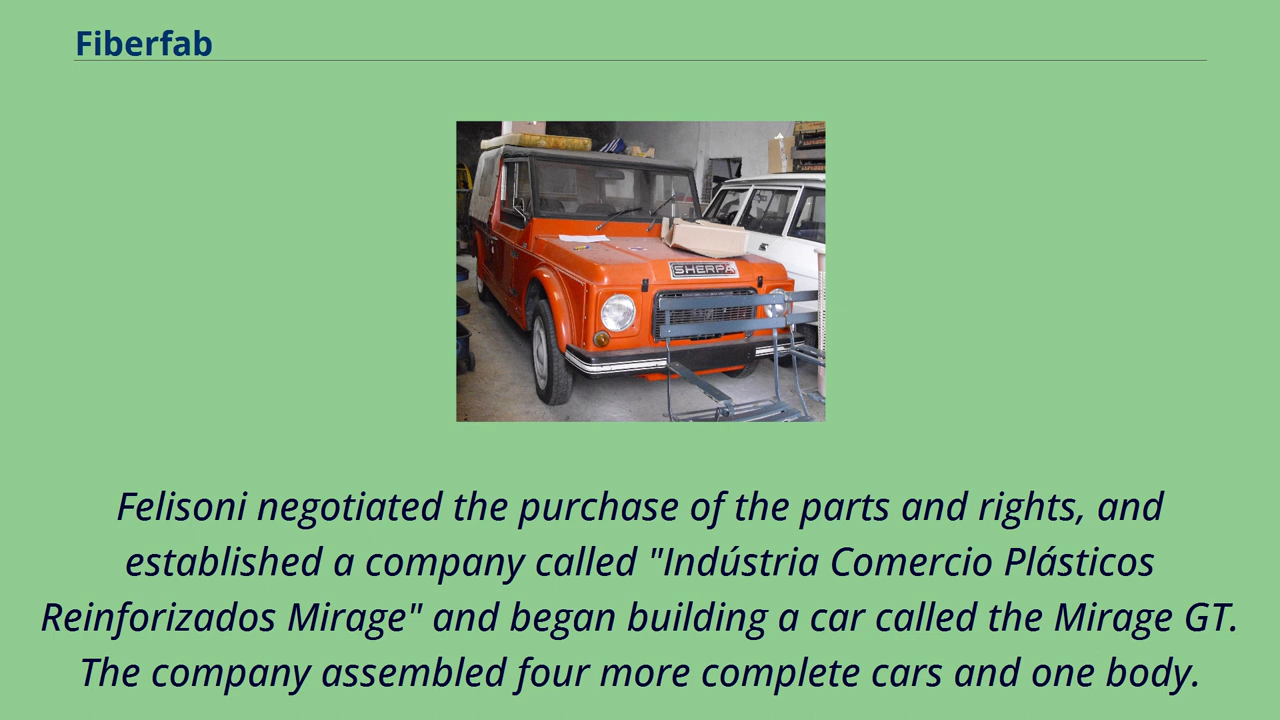 Fiberfab
SHERPA
Felisoni negotiated the purchase of the parts and rights, and
established a company called "Indústria Comercio Plásticos
Reinforizados Mirage" and began building a car called the Mirage GT.
The company assembled four more complete cars and one body.